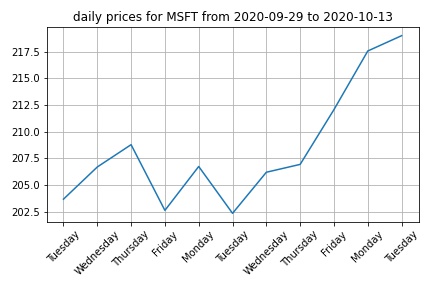 daily prices for MSFT from 2020-09-29 to 2020-10-13
217.5
215.0
212.5
210.0
207.5
205.0
202.5
Tuesday
Wednesday
Thursday
Friday
Monday
Tuesday
Wednesday
Thursday
Friday
Monday
Tuesday